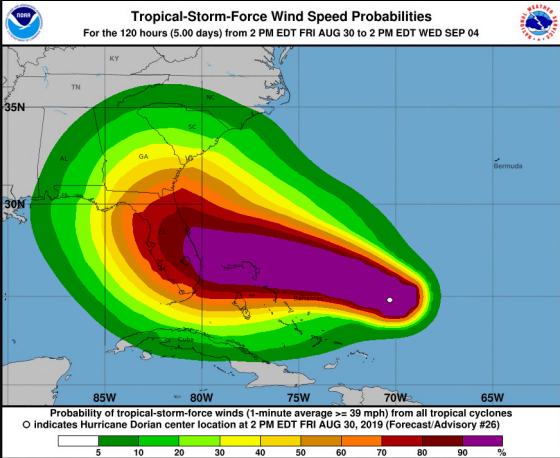 Tropical-Storm-Force Wind Speed Probabilities
For the 120 hours (5.00 days) from 2 PM EDT FRI AUG 30 to 2 PM EDT WED SEP 04
NOAA
NATIONAL WEATHER SERVICE
KY
TN
NC
35N
SC
AL
GA
Bermuda
30N
Cuba
85W 80W 75W 70W 65W
Probability of tropical-storm-force winds (1-minute average >= 39 mph) from all tropical cyclones
indicates Hurricane Dorian center location at 2 PM EDT FRI AUG 30, 2019 (Forecast/Advisory #26)
5 10 20 30 40 50 60 70 80 90 %